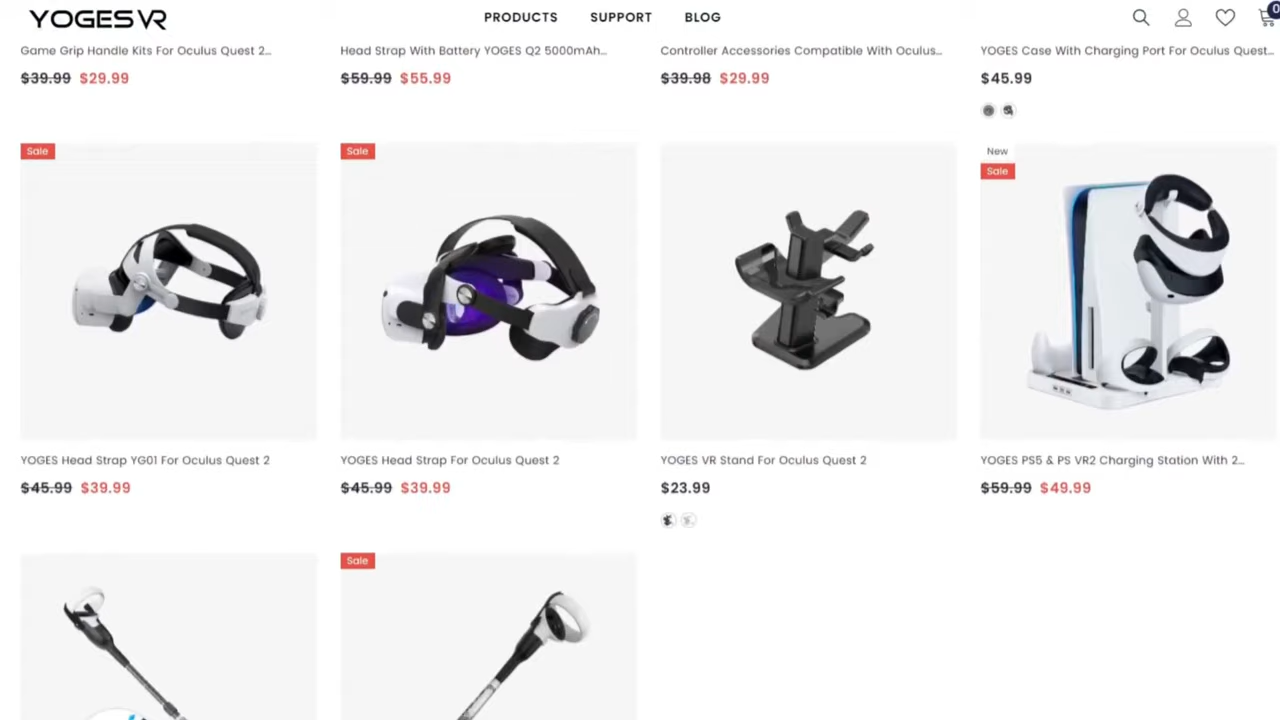 YOGES VR
PRODUCTS SUPPORT BLOG
0
Game Grip Handle Kits For Oculus Quest 2...
Head Strap With Battery YOGES Q2 5000mAh...
Controller Accessories Compatible With Oculus...
YOGES Case With Charging Port For Oculus Quest...
$39.99 $29.99
$59.99 $55.99
$39.98 $29.99
$45.99
Sale
Sale
New
Sale
YOGES Head Strap YG01 For Oculus Quest 2
YOGES Head Strap For Oculus Quest 2
YOGES VR Stand For Oculus Quest 2
YOGES PS5 & PS VR2 Charging Station With 2...
$45.99 $39.99
$45.99 $39.99
$23.99
$59.99 $49.99
Sale